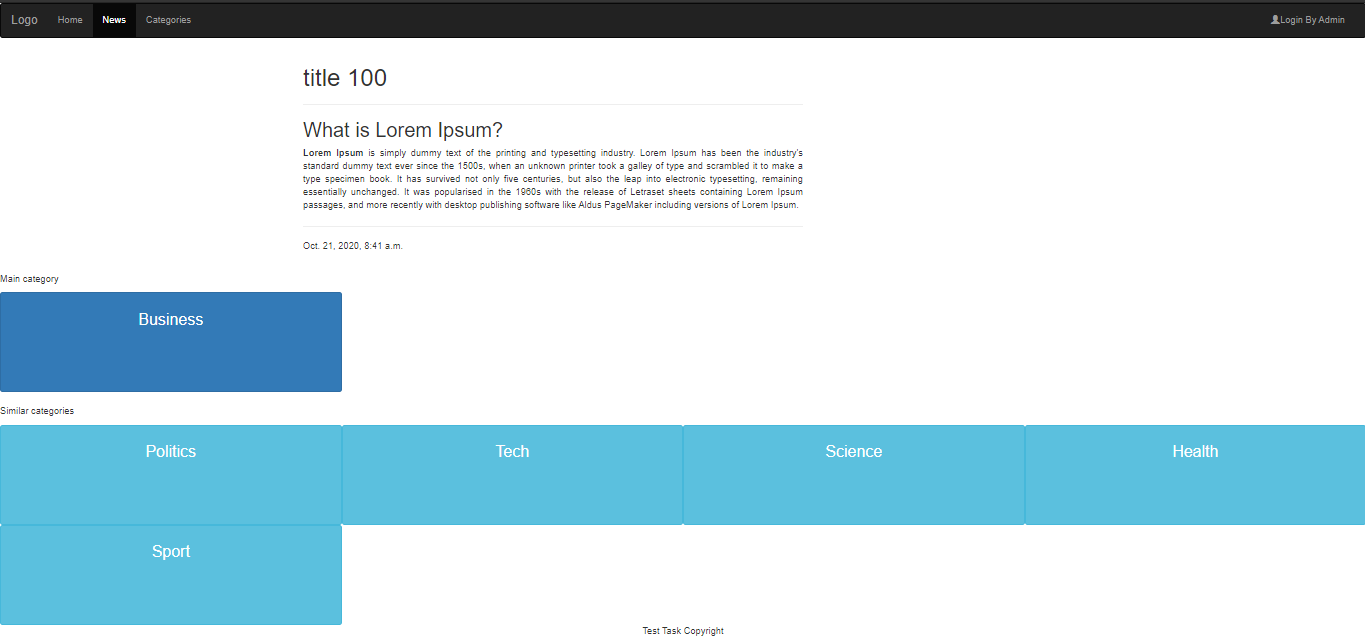 Logo Home News Categories Login By Admin
title 100
What is Lorem Ipsum?
Lorem Ipsum is simply dummy text of the printing and typesetting industry. Lorem Ipsum has been the industry's
standard dummy text ever since the 1500s, when an unknown printer took a galley of type and scrambled it to make a
type specimen book. It has survived not only five centuries, but also the leap into electronic typesetting, remaining
essentially unchanged. It was popularised in the 1960s with the release of Letraset sheets containing Lorem Ipsum
passages, and more recently with desktop publishing software like Aldus PageMaker including versions of Lorem Ipsum.
Oct. 21, 2020, 8:41 a.m.
Main category
Business
Similar categories
Politics Tech Science Health
Sport
Test Task Copyright